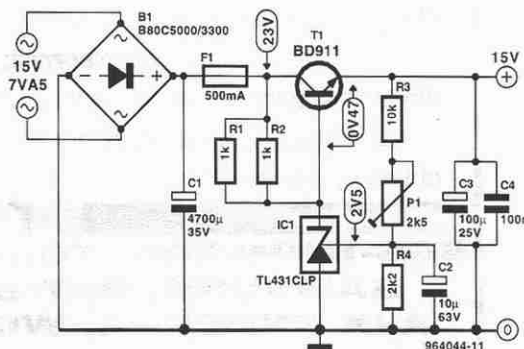 B1
B80C5000/3300
15V
7VA5
F1
500mA
23V
T1
BD911
0V47
15V
R1
1k
R2
1k
R3
10k
C1
4700μ
35V
IC1
TL431CLP
2V5
P1
2k5
R4
2k2
C2
10μ
63V
C3
100μ
25V
C4
100n
964044-11